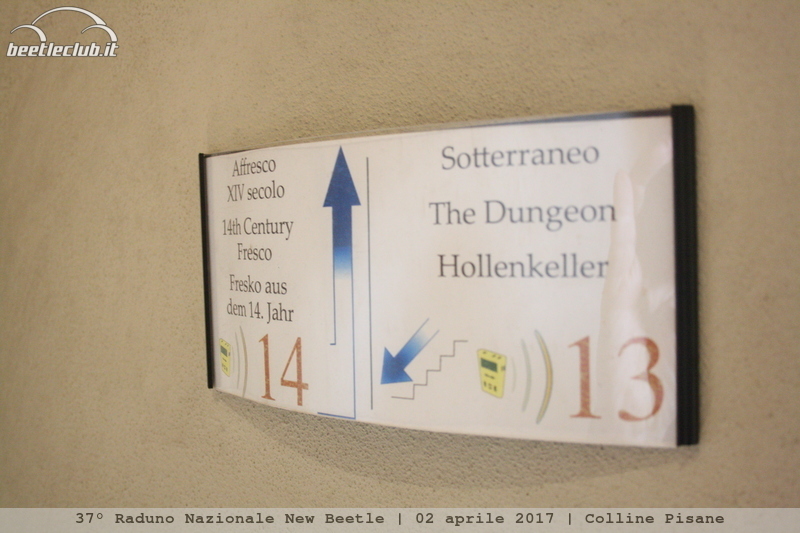 beetleclub.it
Affresco
XIV secolo
14th Century
Fresco
Fresko aus
dem 14. Jahr
14
Sotterraneo
The Dungeon
Hollenkeller
13
37° Raduno Nazionale New Beetle | 02 aprile 2017 | Colline Pisane